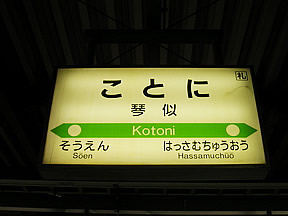 札
ことに
琴似
Kotoni
そうえん はっさむちゅうおう
Sōen Hassamuchūō